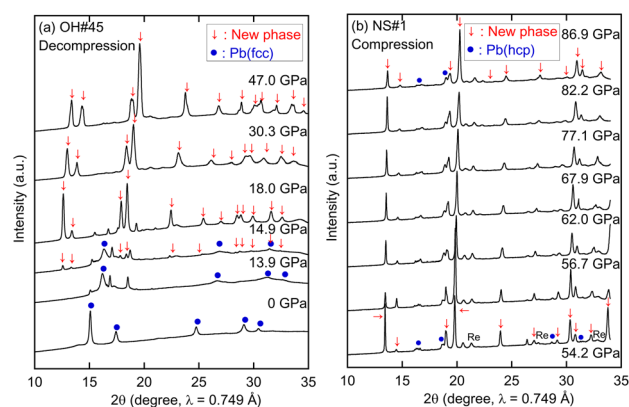 (a) OH#45
Decompression
↓ : New phase
● : Pb(fcc)
47.0 GPa
30.3 GPa
18.0 GPa
14.9 GPa
13.9 GPa
0 GPa
Intensity (a.u.)
10 15 20 25 30 35
2θ (degree, λ = 0.749 Å)
(b) NS#1
Compression
↓ : New phase
● : Pb(hcp)
86.9 GPa
82.2 GPa
77.1 GPa
67.9 GPa
62.0 GPa
56.7 GPa
Re Re Re
54.2 GPa
Intensity (a.u.)
10 15 20 25 30 35
2θ (degree, λ = 0.749 Å)